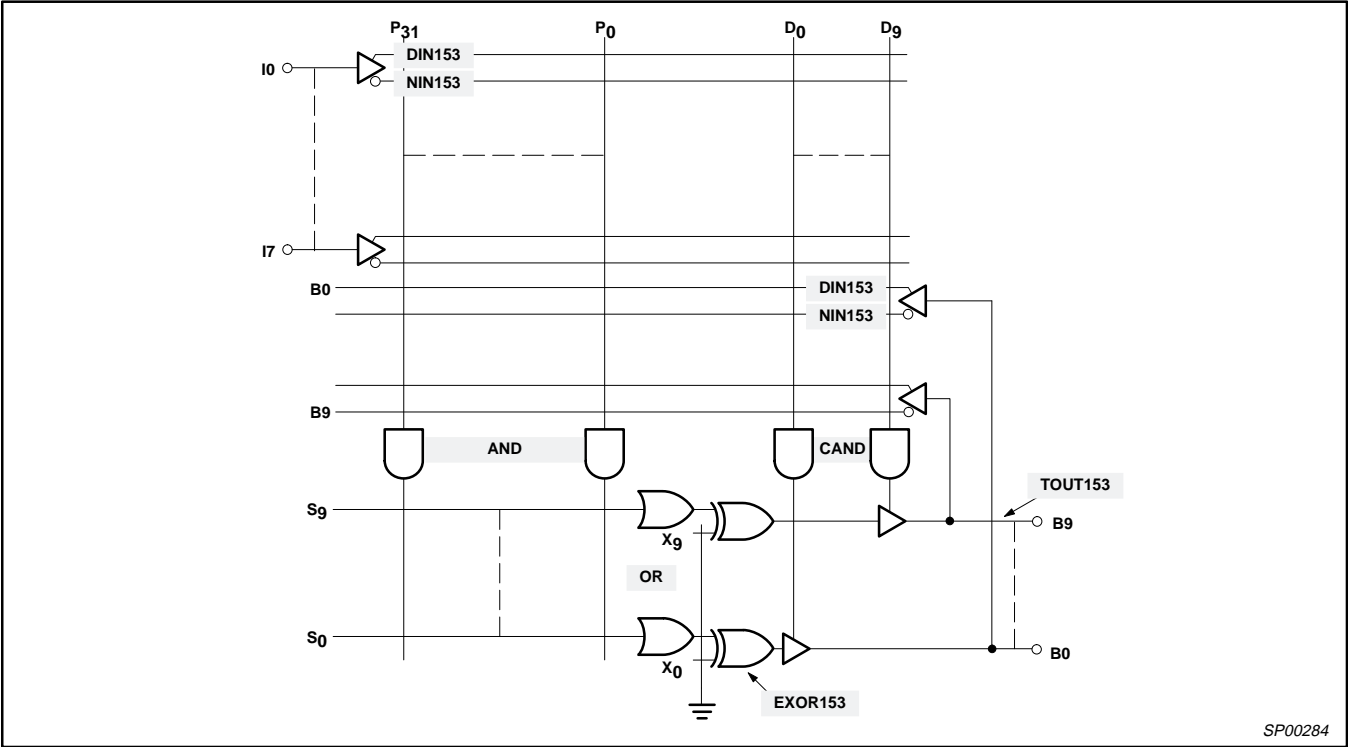 P31 P0 D0 D9
I0 DIN153
NIN153
I7
B0 DIN153
NIN153
B9
AND CAND
TOUT153
S9 B9
X9
OR
S0 B0
X0
EXOR153
SP00284